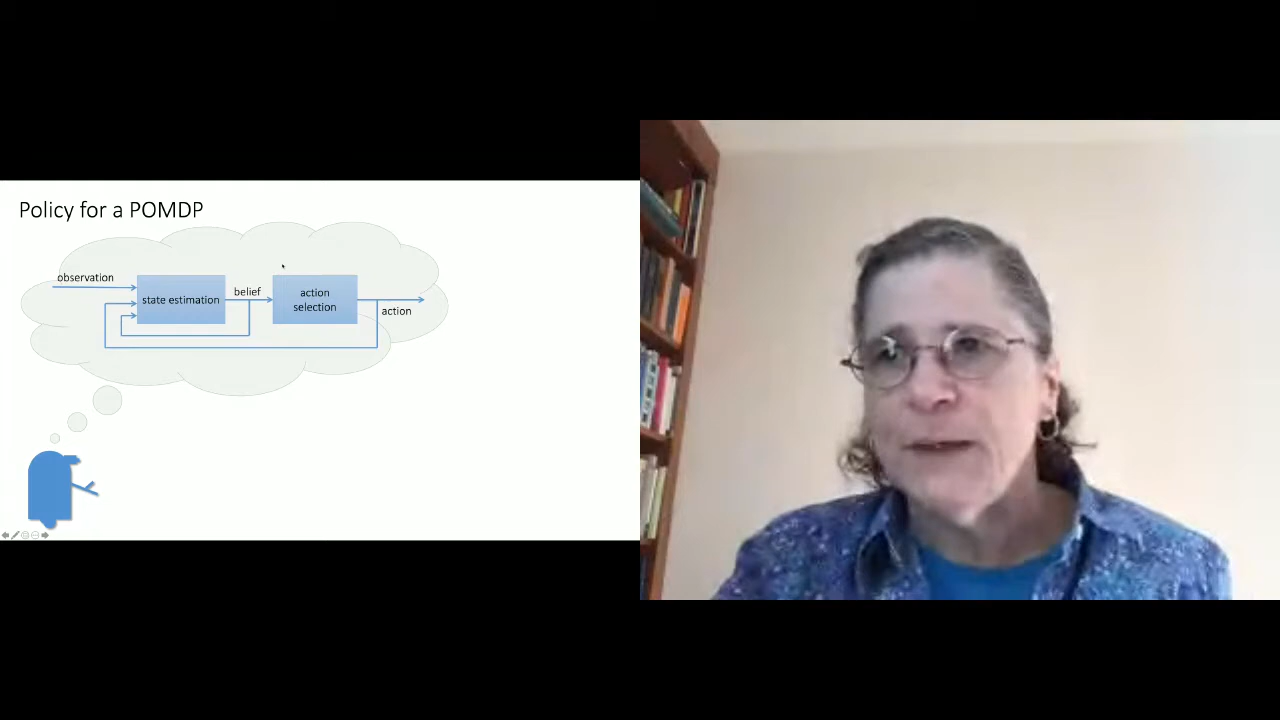 Policy for a POMDP
observation
state estimation
belief
action
selection
action